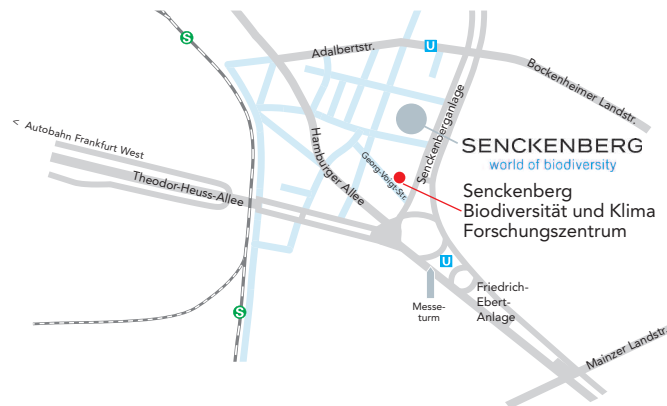 S
Adalbertstr.
U
Bockenheimer Landstr.
< Autobahn Frankfurt West
Hamburger Allee
Senckenberganlage
SENCKENBERG
world of biodiversity
Georg-Voigt-Str.
Theodor-Heuss-Allee
Senckenberg
Biodiversität und Klima
Forschungszentrum
U
S
Messe-
turm
Friedrich-
Ebert-
Anlage
Mainzer Landstr.